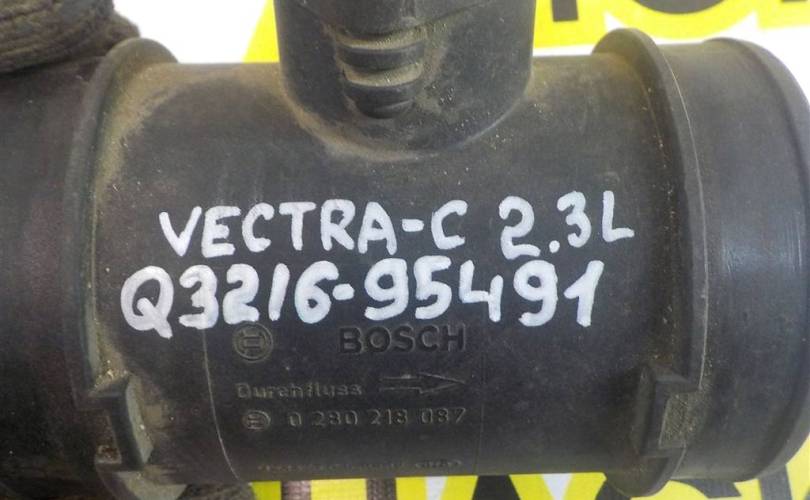 VECTRA-C 2.3L
Q3216-95491
BOSCH
Durchfluss
0 280 218 087